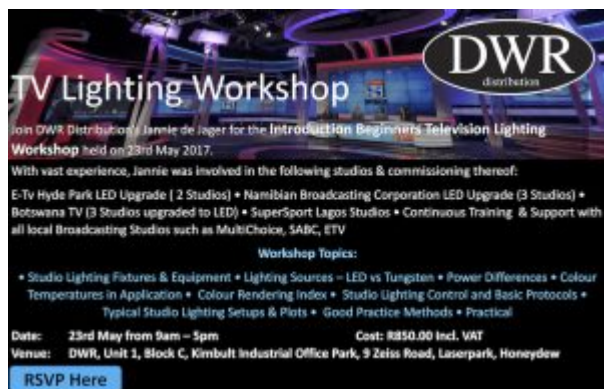 DWR
distribution
TV Lighting Workshop
Join DWR Distribution's Jannie de Jager for the Introduction Beginners Television Lighting
Workshop held on 23rd May 2017.
With vast experience, Jannie was involved in the following studios & commissioning thereof:
E-Tv Hyde Park LED Upgrade ( 2 Studios) • Namibian Broadcasting Corporation LED Upgrade (3 Studios) •
Botswana TV (3 Studios upgraded to LED) • SuperSport Lagos Studios • Continuous Training & Support with
all local Broadcasting Studios such as MultiChoice, SABC, ETV
Workshop Topics:
• Studio Lighting Fixtures & Equipment • Lighting Sources – LED vs Tungsten • Power Differences • Colour
Temperatures in Application • Colour Rendering Index • Studio Lighting Control and Basic Protocols •
Typical Studio Lighting Setups & Plots • Good Practice Methods • Practical
Date: 23rd May from 9am – 5pm Cost: R850.00 Incl. VAT
Venue: DWR, Unit 1, Block C, Kimbult Industrial Office Park, 9 Zeiss Road, Laserpark, Honeydew
RSVP Here